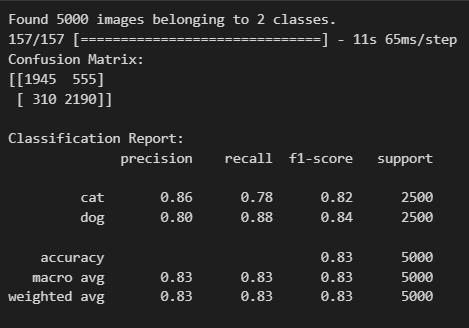 Found 5000 images belonging to 2 classes.
157/157 [==============================] - 11s 65ms/step
Confusion Matrix:
[[1945  555]
 [ 310 2190]]
Classification Report:
              precision    recall  f1-score   support
         cat       0.86      0.78      0.82      2500
         dog       0.80      0.88      0.84      2500
    accuracy                           0.83      5000
   macro avg       0.83      0.83      0.83      5000
weighted avg       0.83      0.83      0.83      5000